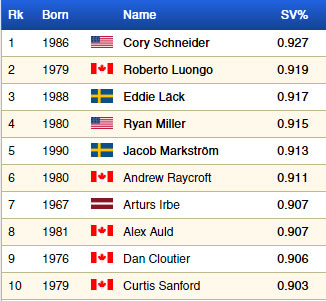 Rk Born Name SV%
1 1986 Cory Schneider 0.927
2 1979 Roberto Luongo 0.919
3 1988 Eddie Läck 0.917
4 1980 Ryan Miller 0.915
5 1990 Jacob Markström 0.913
6 1980 Andrew Raycroft 0.911
7 1967 Arturs Irbe 0.907
8 1981 Alex Auld 0.907
9 1976 Dan Cloutier 0.906
10 1979 Curtis Sanford 0.903